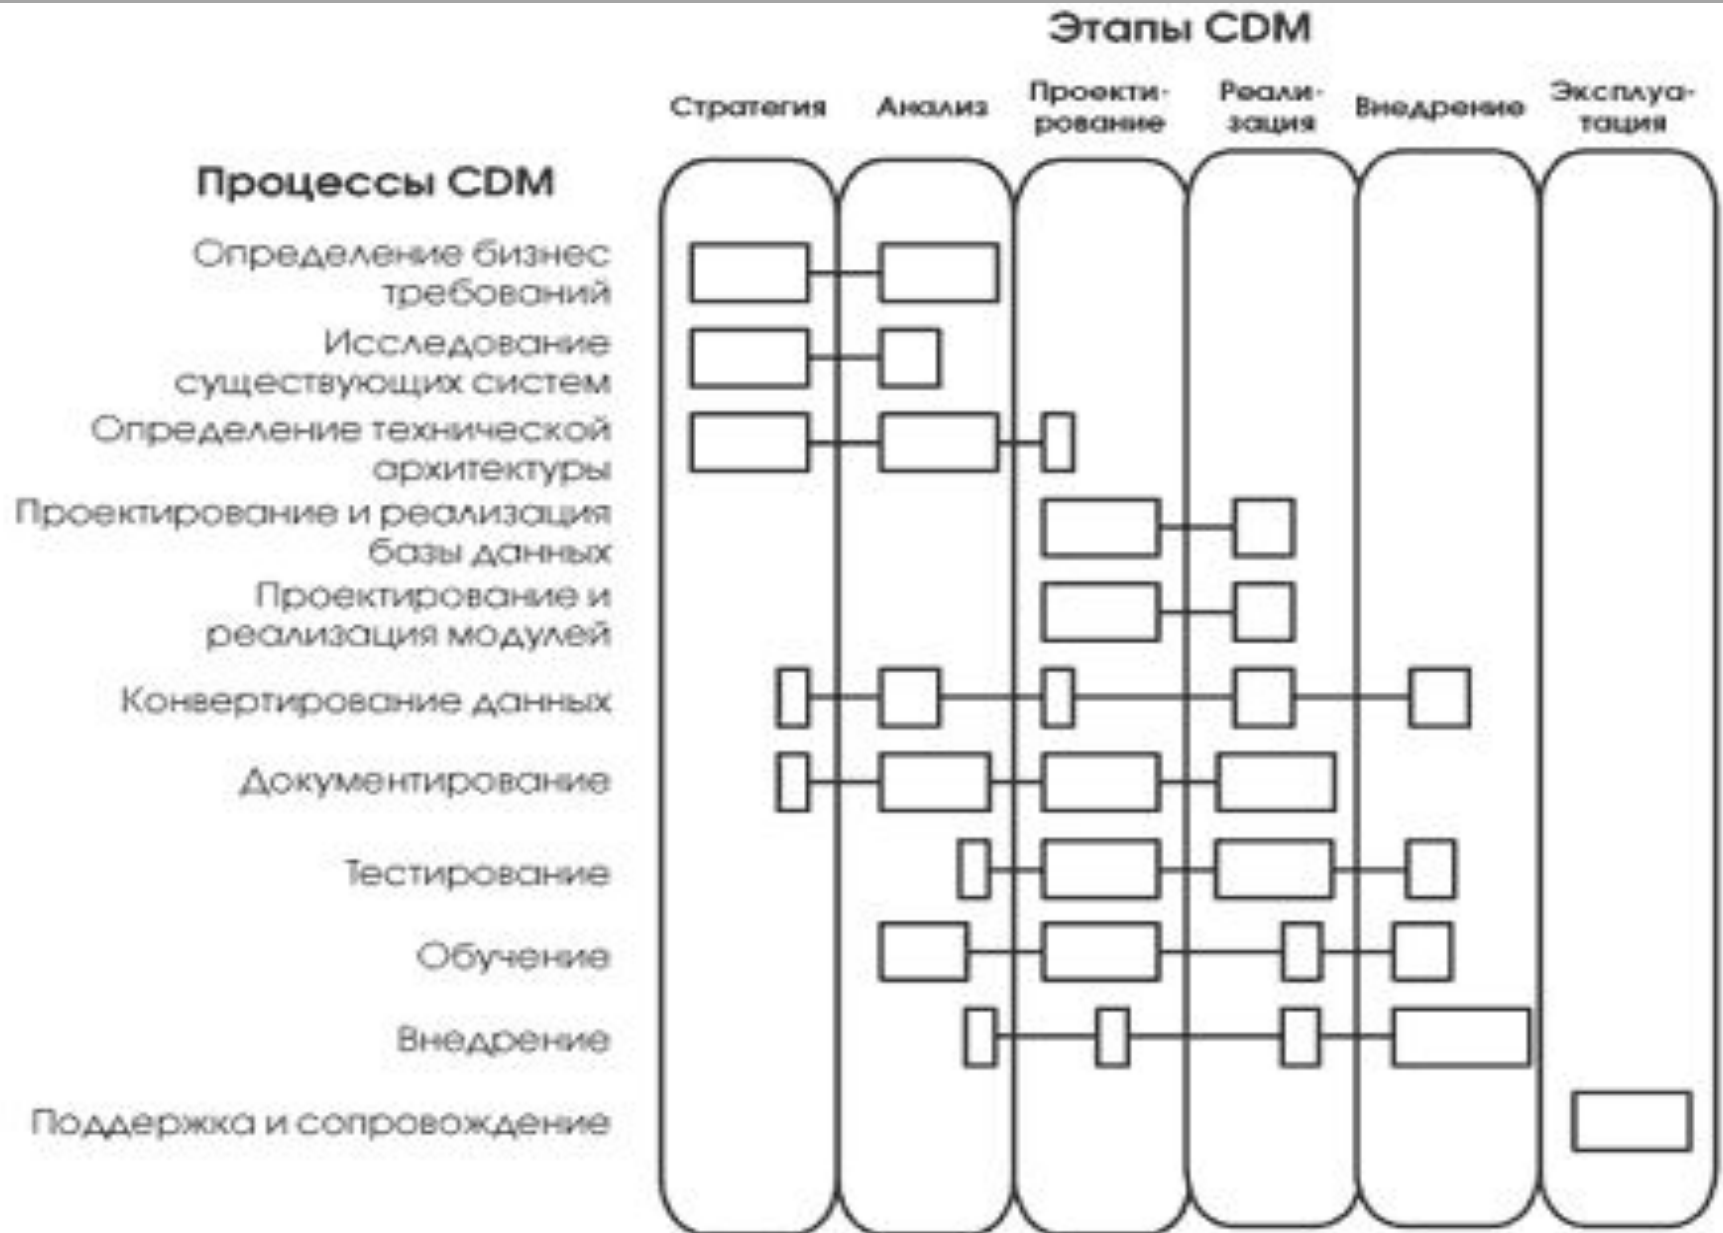 Этапы CDM
Стратегия
Анализ
Проекти-
рование
Реали-
зация
Внедрение
Эксплуа-
тация
Процессы CDM
Определение бизнес
требований
Исследование
существующих систем
Определение технической
архитектуры
Проектирование и реализация
базы данных
Проектирование и
реализация модулей
Конвертирование данных
Документирование
Тестирование
Обучение
Внедрение
Поддержка и сопровождение